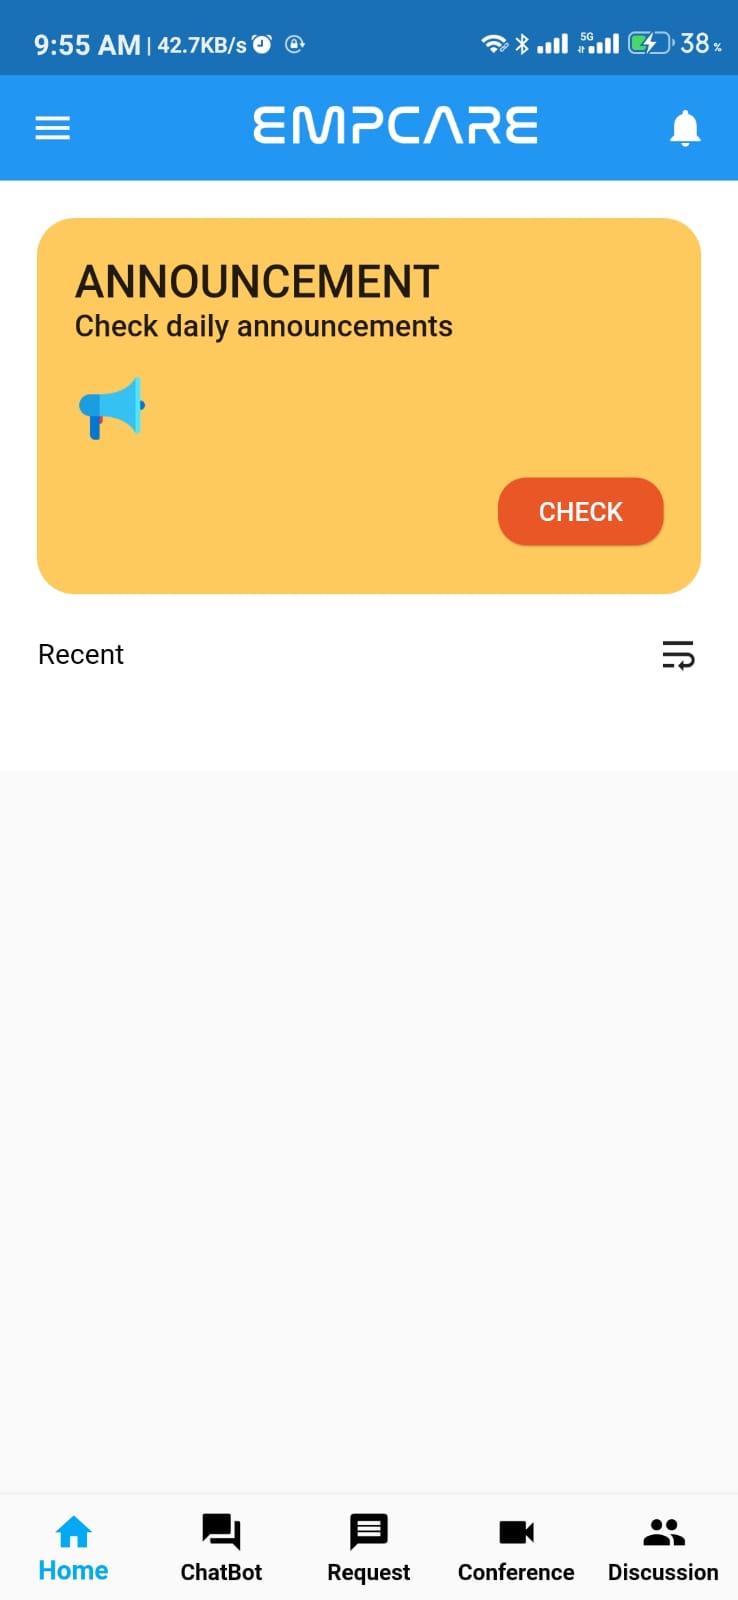 9:55 AM | 42.7KB/s 5G 38%
EMPCARE
ANNOUNCEMENT
Check daily announcements
CHECK
Recent
Home ChatBot Request Conference Discussion